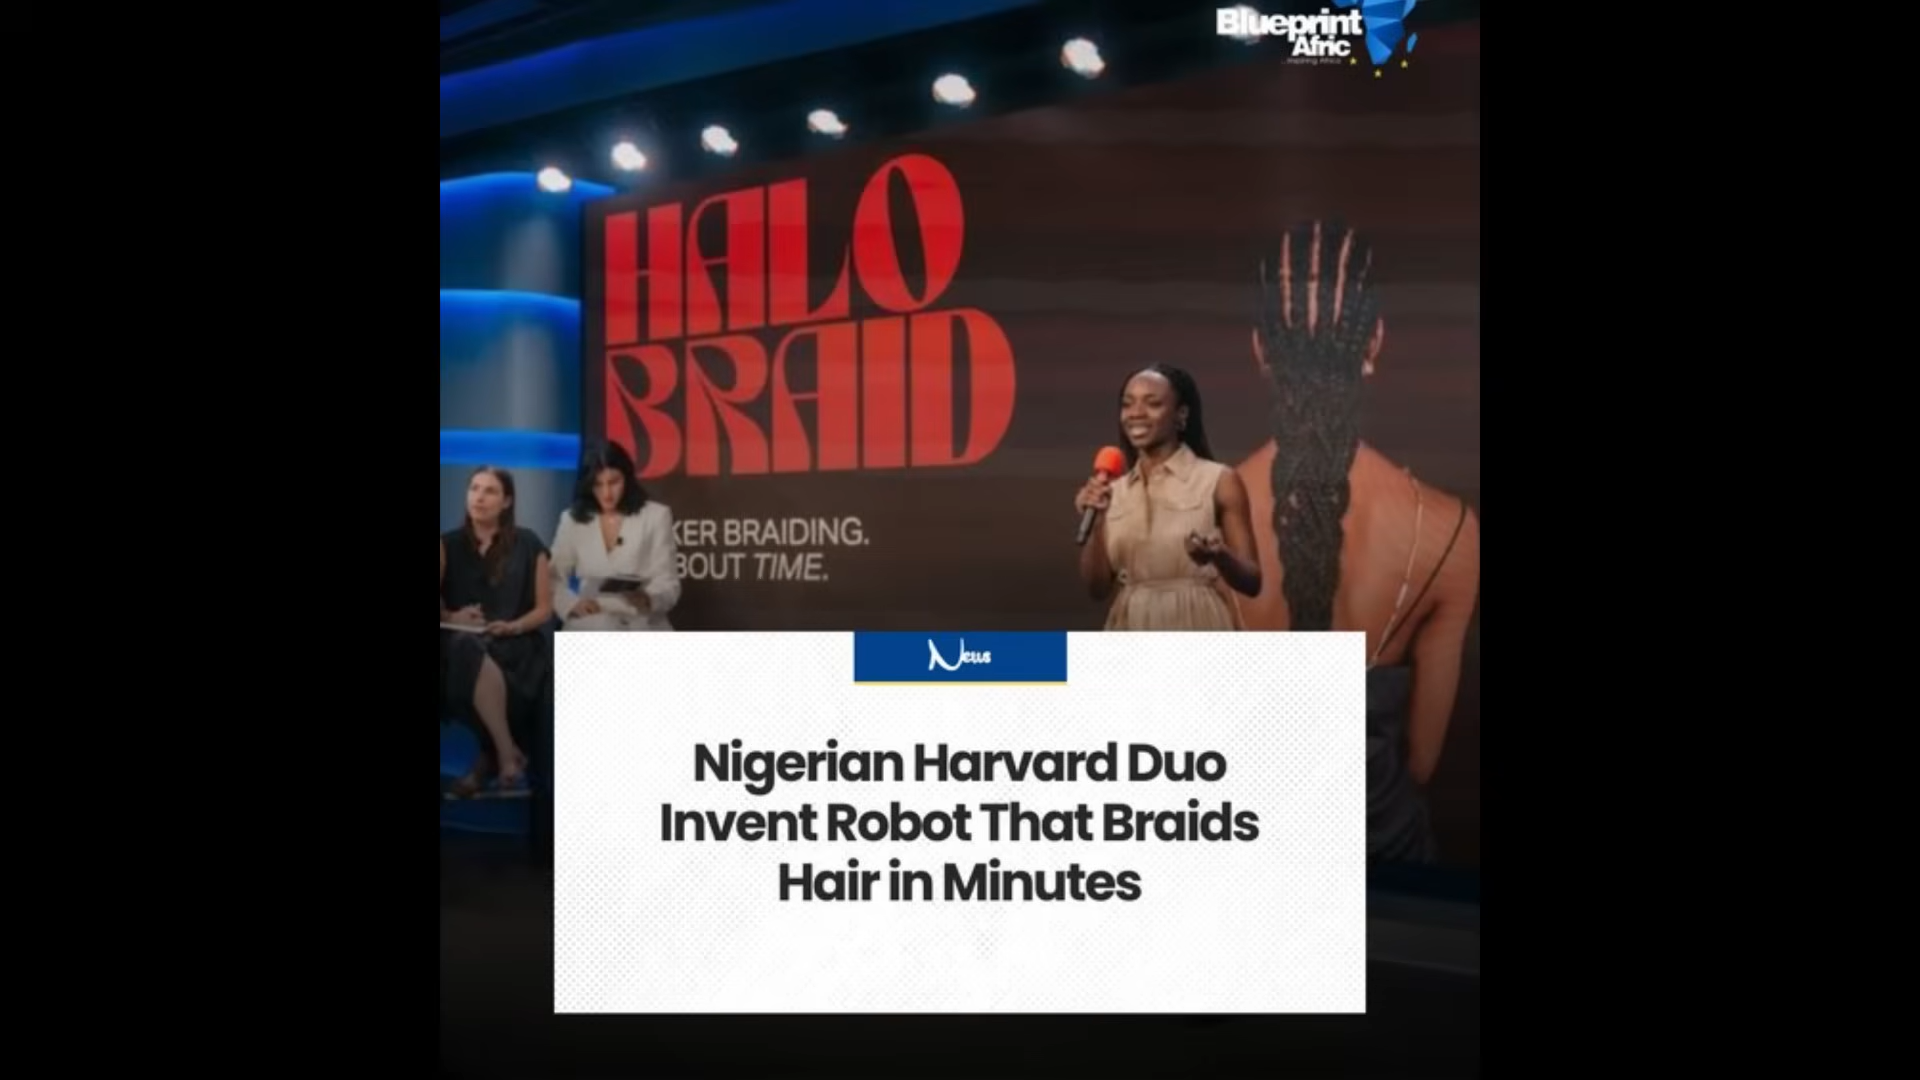 Blueprint
Afric
HALO
BRAID
KER BRAIDING.
BOUT TIME.
News
Nigerian Harvard Duo
Invent Robot That Braids
Hair in Minutes